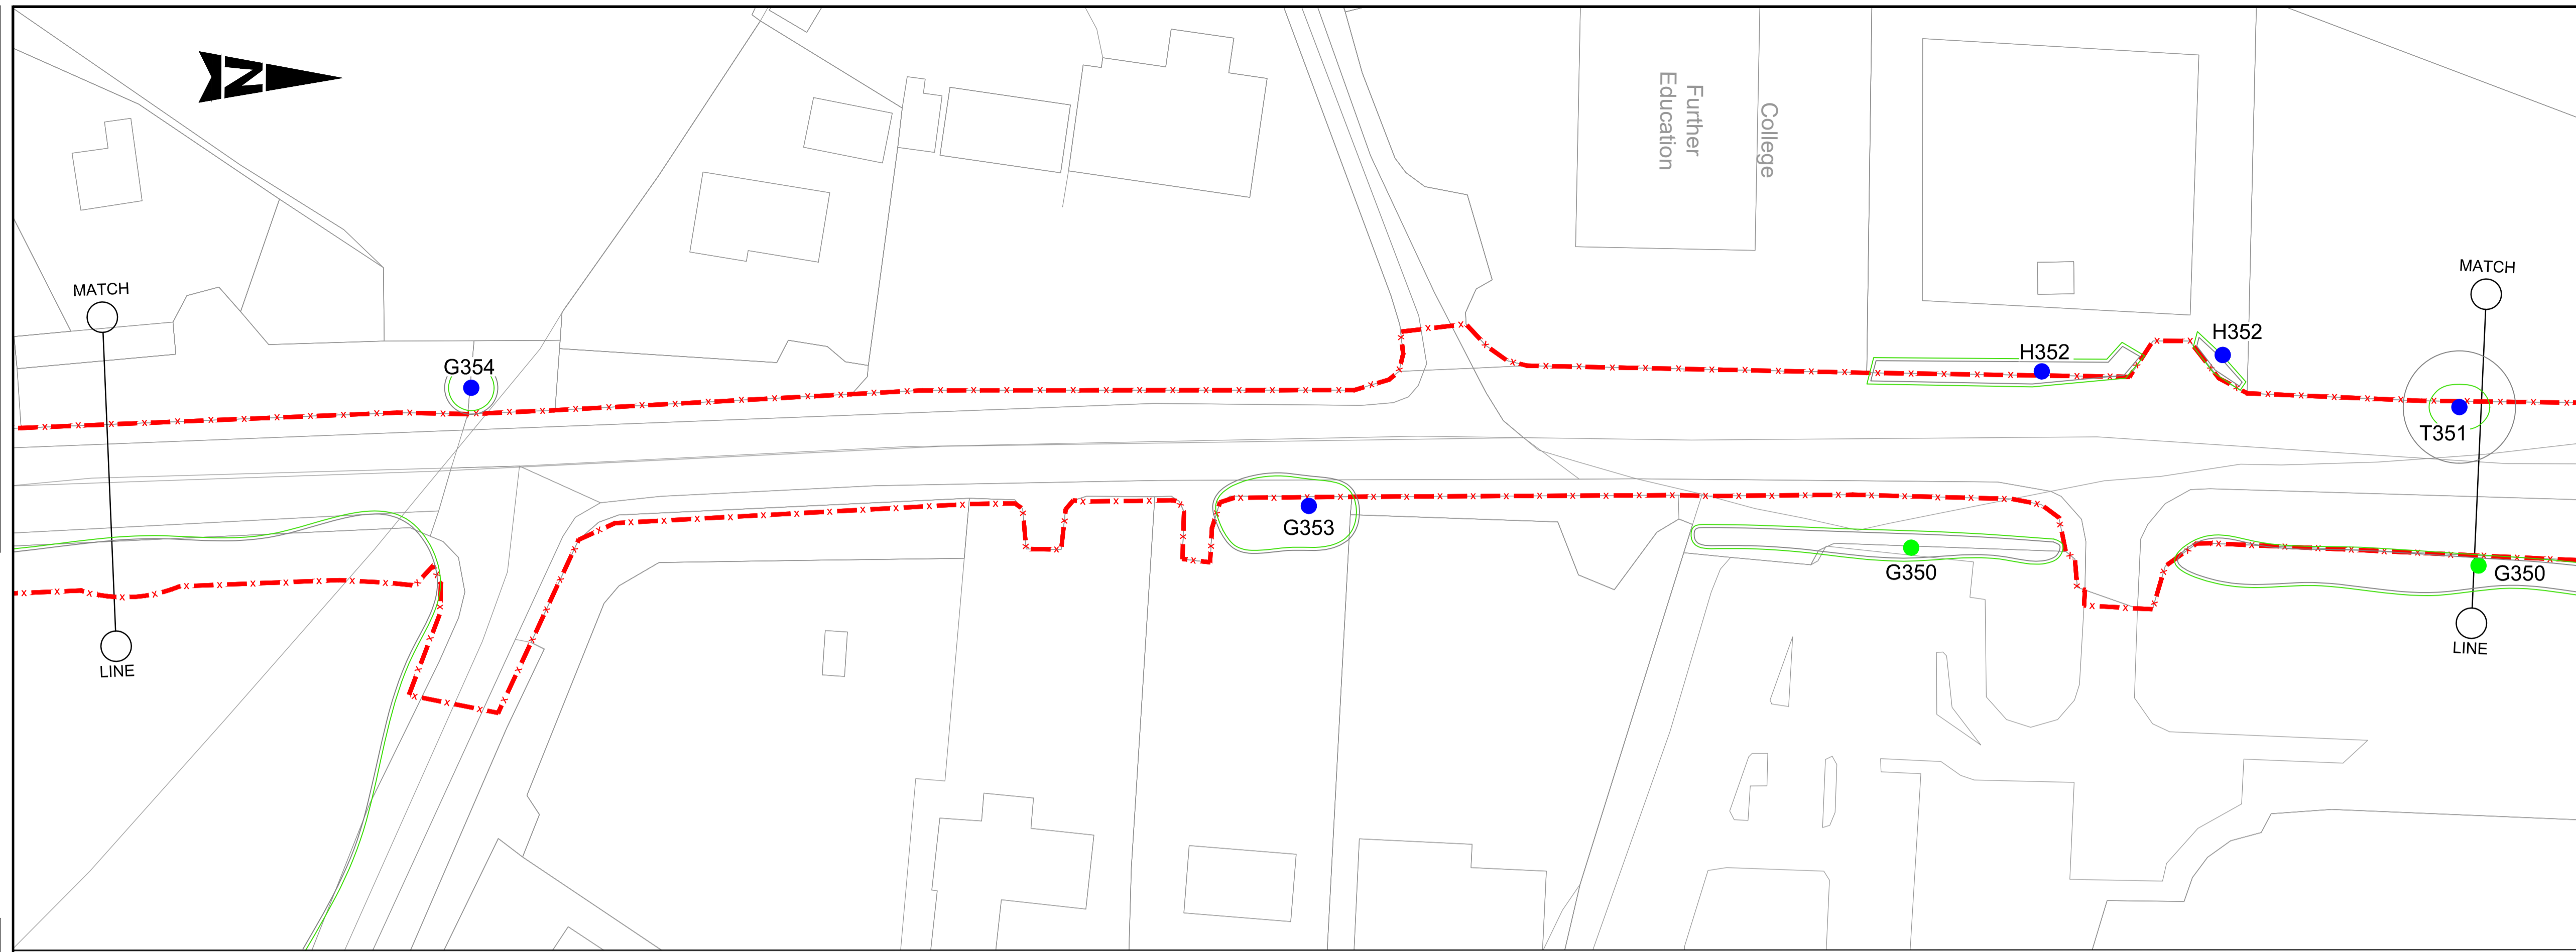 N
MATCH
G354
LINE
G353
Further
Education
College
H352
H352
MATCH
T351
G350
G350
LINE